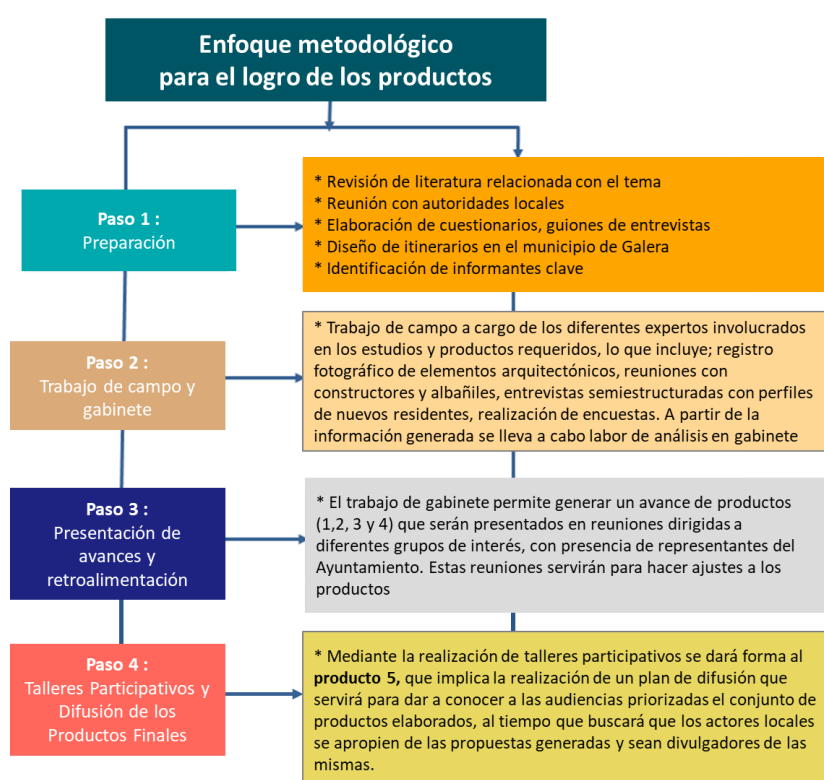 Enfoque metodológico
para el logro de los productos
Paso 1 :
Preparación
* Revisión de literatura relacionada con el tema
* Reunión con autoridades locales
* Elaboración de cuestionarios, guiones de entrevistas
* Diseño de itinerarios en el municipio de Galera
* Identificación de informantes clave
Paso 2 :
Trabajo de campo y
gabinete
* Trabajo de campo a cargo de los diferentes expertos involucrados
en los estudios y productos requeridos, lo que incluye; registro
fotográfico de elementos arquitectónicos, reuniones con
constructores y albañiles, entrevistas semiestructuradas con perfiles
de nuevos residentes, realización de encuestas. A partir de la
información generada se lleva a cabo labor de análisis en gabinete
Paso 3 :
Presentación de
avances y
retroalimentación
* El trabajo de gabinete permite generar un avance de productos
(1,2, 3 y 4) que serán presentados en reuniones dirigidas a
diferentes grupos de interés, con presencia de representantes del
Ayuntamiento. Estas reuniones servirán para hacer ajustes a los
productos
Paso 4 :
Talleres Participativos y
Difusión de los
Productos Finales
* Mediante la realización de talleres participativos se dará forma al
producto 5, que implica la realización de un plan de difusión que
servirá para dar a conocer a las audiencias priorizadas el conjunto de
productos elaborados, al tiempo que buscará que los actores locales
se apropien de las propuestas generadas y sean divulgadores de las
mismas.